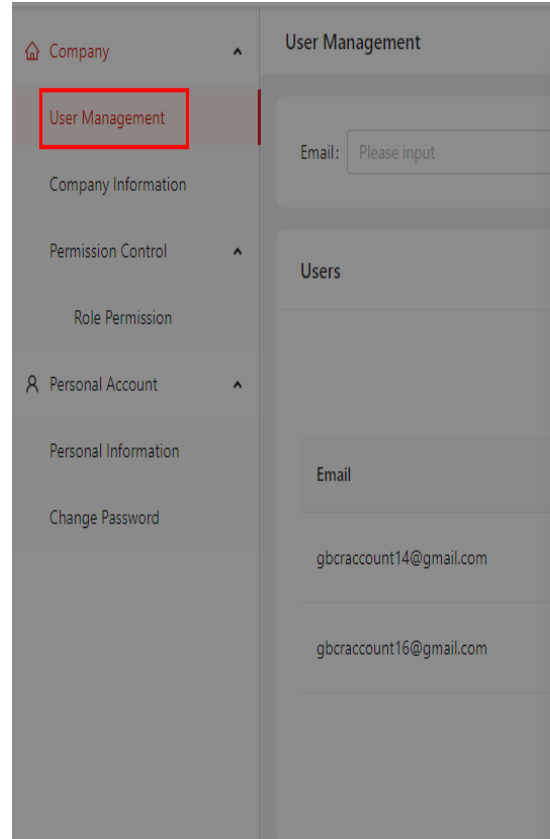 Company
User Management
Company Information
Permission Control
Role Permission
Personal Account
Personal Information
Change Password
User Management
Email: Please input
Users
Email
gbcraccount14@gmail.com
gbcraccount16@gmail.com